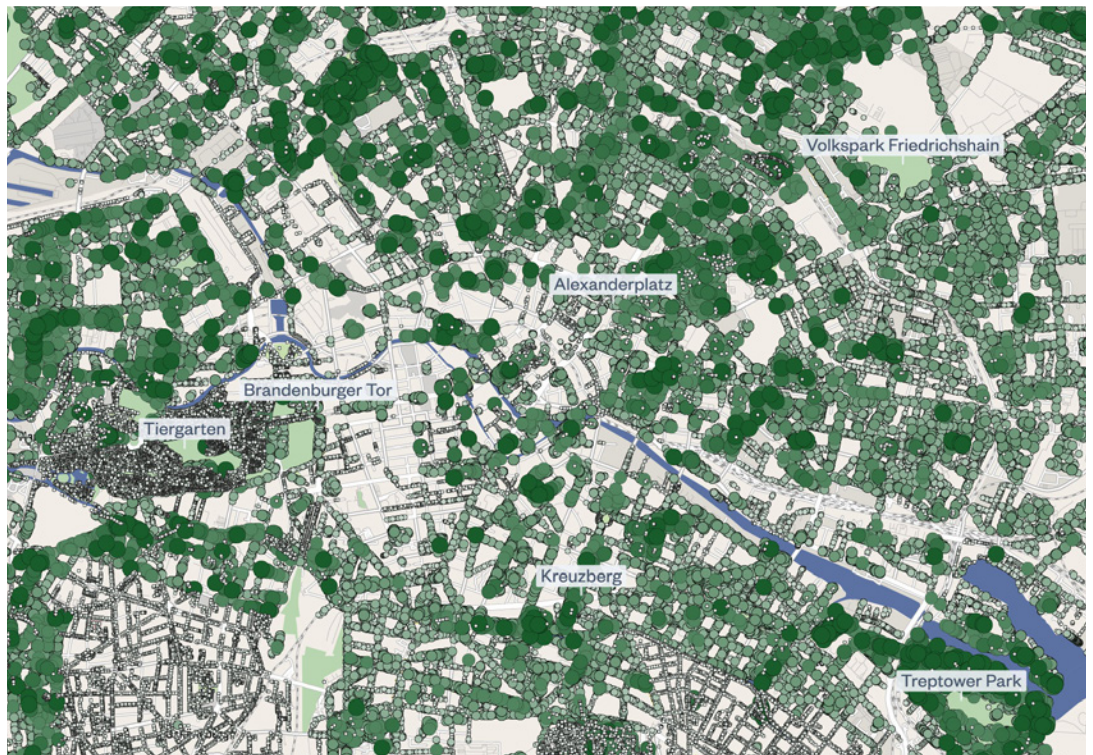 Volkspark Friedrichshain
Alexanderplatz
Brandenburger Tor
Tiergarten
Kreuzberg
Treptower Park